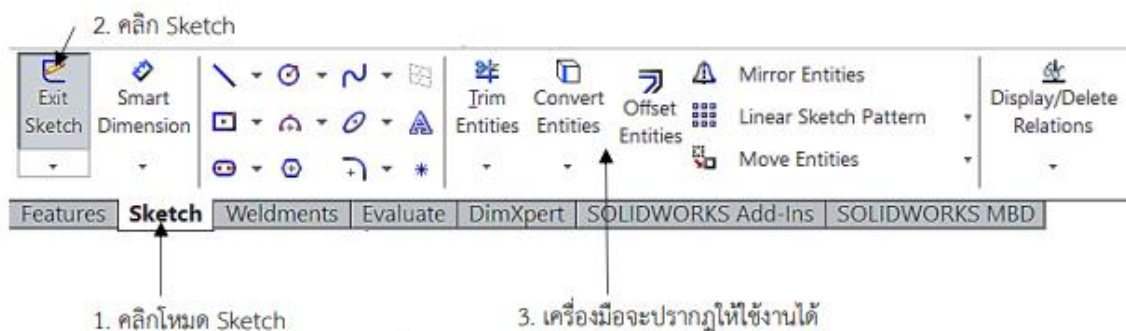 2. คลิก Sketch
Exit Sketch
Smart Dimension
Trim Entities
Convert Entities
Offset Entities
Mirror Entities
Linear Sketch Pattern
Move Entities
Display/Delete Relations
Features Sketch Weldments Evaluate DimXpert SOLIDWORKS Add-Ins SOLIDWORKS MBD
1. คลิกโหมด Sketch
3. เครื่องมือจะปรากฏให้ใช้งานได้